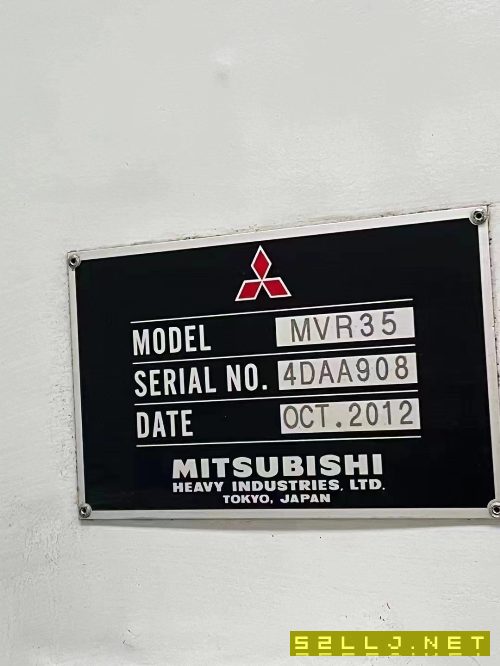 MODEL MVR35
SERIAL NO. 4DAA908
DATE OCT.2012
MITSUBISHI
HEAVY INDUSTRIES, LTD.
TOKYO, JAPAN
52LLJ.NET